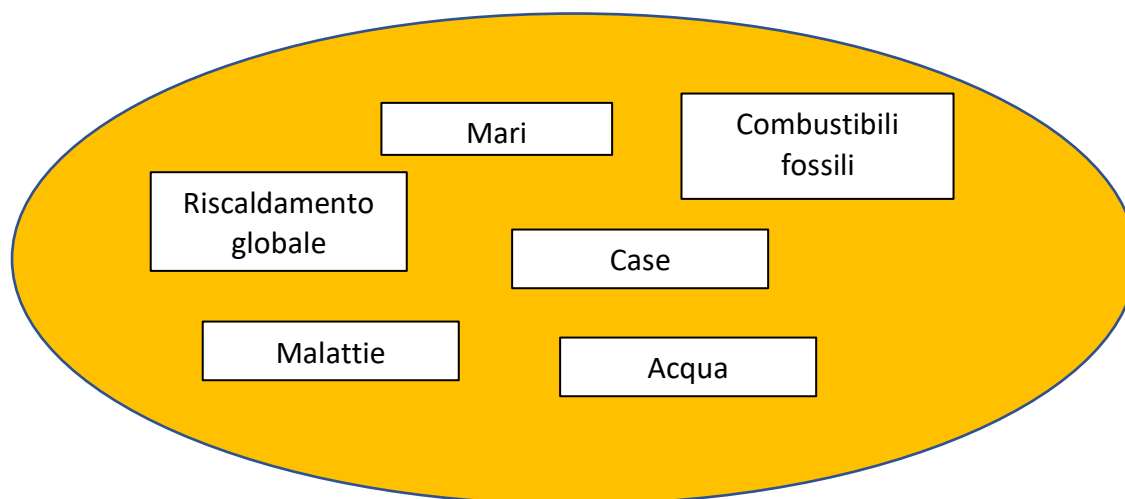 Mari
Combustibili
fossili
Riscaldamento
globale
Case
Malattie
Acqua